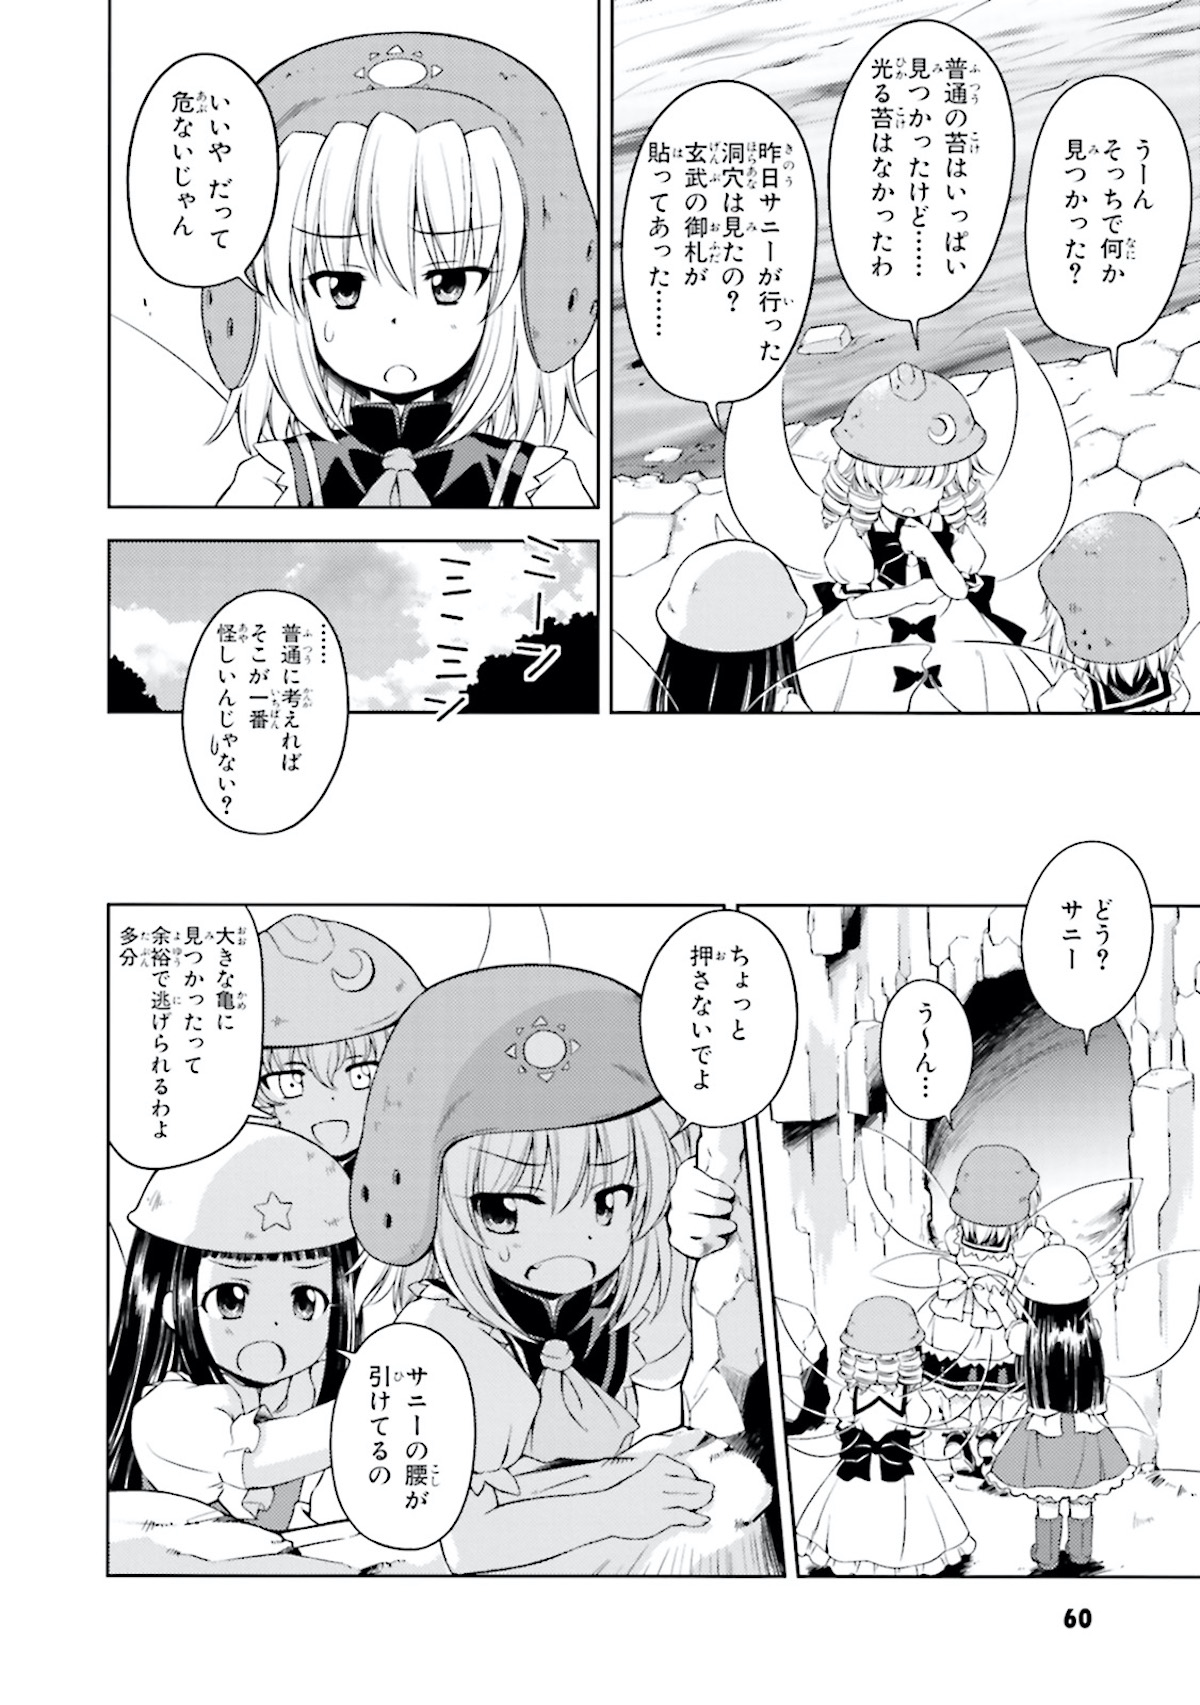 うーん
そっちで何か
見つかった?
普通の苔はいっぱい
見つかったけど……
光る苔はなかったわ
昨日サニーが行った
洞穴は見たの?
玄武の御札が
貼ってあった……
いいや だって
危ないじゃん
ミーン
ミーン
……
普通に考えれば
そこが一番
怪しいんじゃない?
どう?
サニー
う〜ん…
ちょっと
押さないでよ
サニーの腰が
引けてるの
大きな亀に
見つかったって
余裕で逃げられるわよ
多分
60